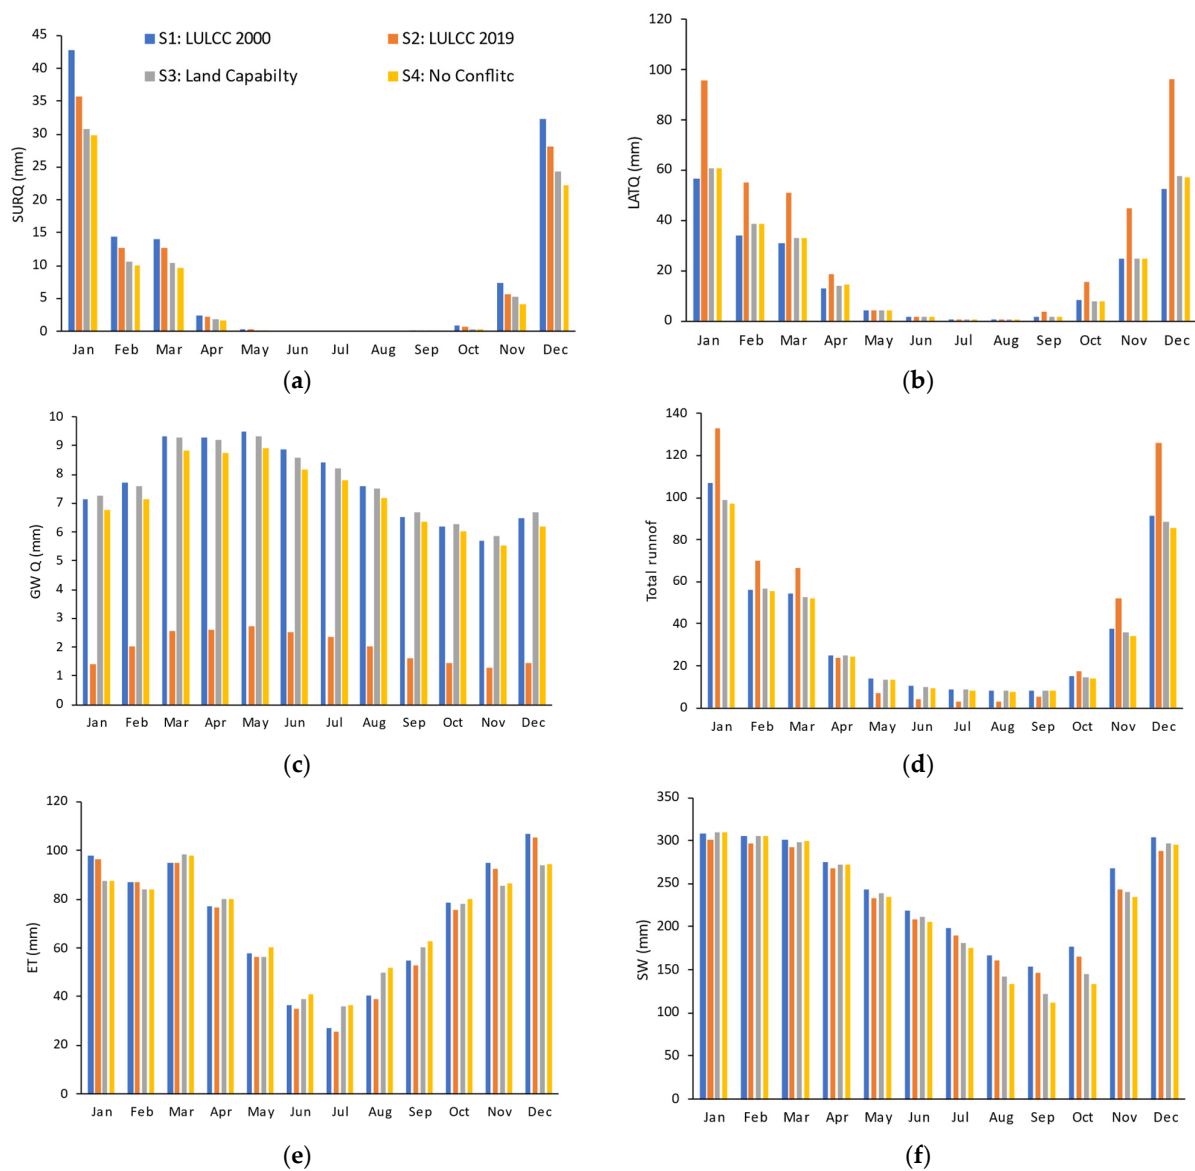 S1: LULCC 2000
S2: LULCC 2019
S3: Land Capabilty
S4: No Conflitc
SURQ (mm)
45
40
35
30
25
20
15
10
5
0
Jan Feb Mar Apr May Jun Jul Aug Sep Oct Nov Dec
(a)
LATQ (mm)
120
100
80
60
40
20
0
Jan Feb Mar Apr May Jun Jul Aug Sep Oct Nov Dec
(b)
GW Q (mm)
10
9
8
7
6
5
4
3
2
1
0
Jan Feb Mar Apr May Jun Jul Aug Sep Oct Nov Dec
(c)
Total runnof
140
120
100
80
60
40
20
0
Jan Feb Mar Apr May Jun Jul Aug Sep Oct Nov Dec
(d)
ET (mm)
120
100
80
60
40
20
0
Jan Feb Mar Apr May Jun Jul Aug Sep Oct Nov Dec
(e)
SW (mm)
350
300
250
200
150
100
50
0
Jan Feb Mar Apr May Jun Jul Aug Sep Oct Nov Dec
(f)